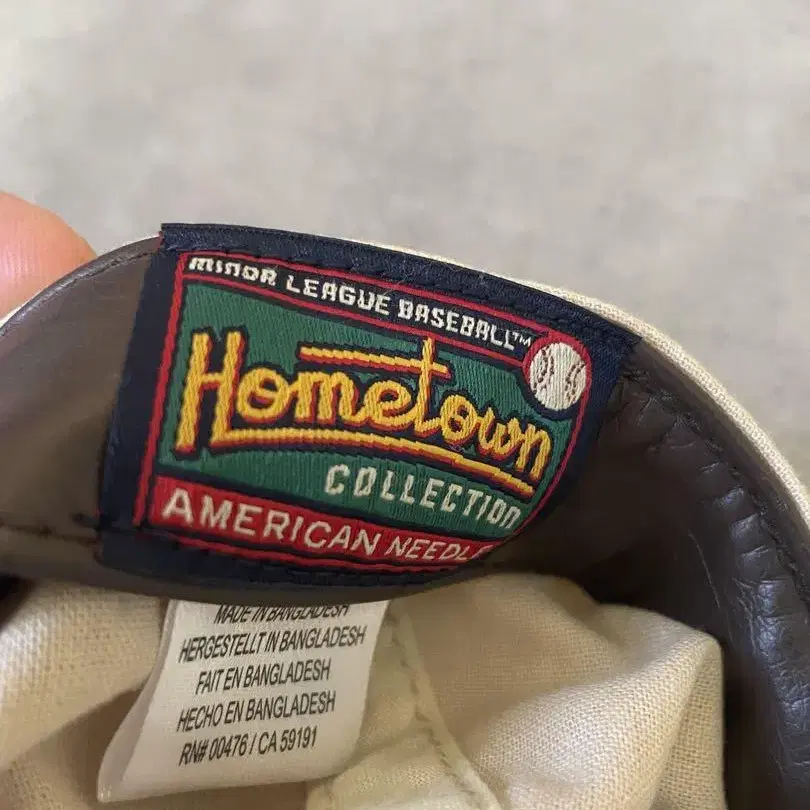 MINOR LEAGUE BASEBALL™
Hometown
COLLECTION
AMERICAN NEEDLE
MADE IN BANGLADESH
HERGESTELLT IN BANGLADESH
FAIT EN BANGLADESH
HECHO EN BANGLADESH
RN# 00476 / CA 59191